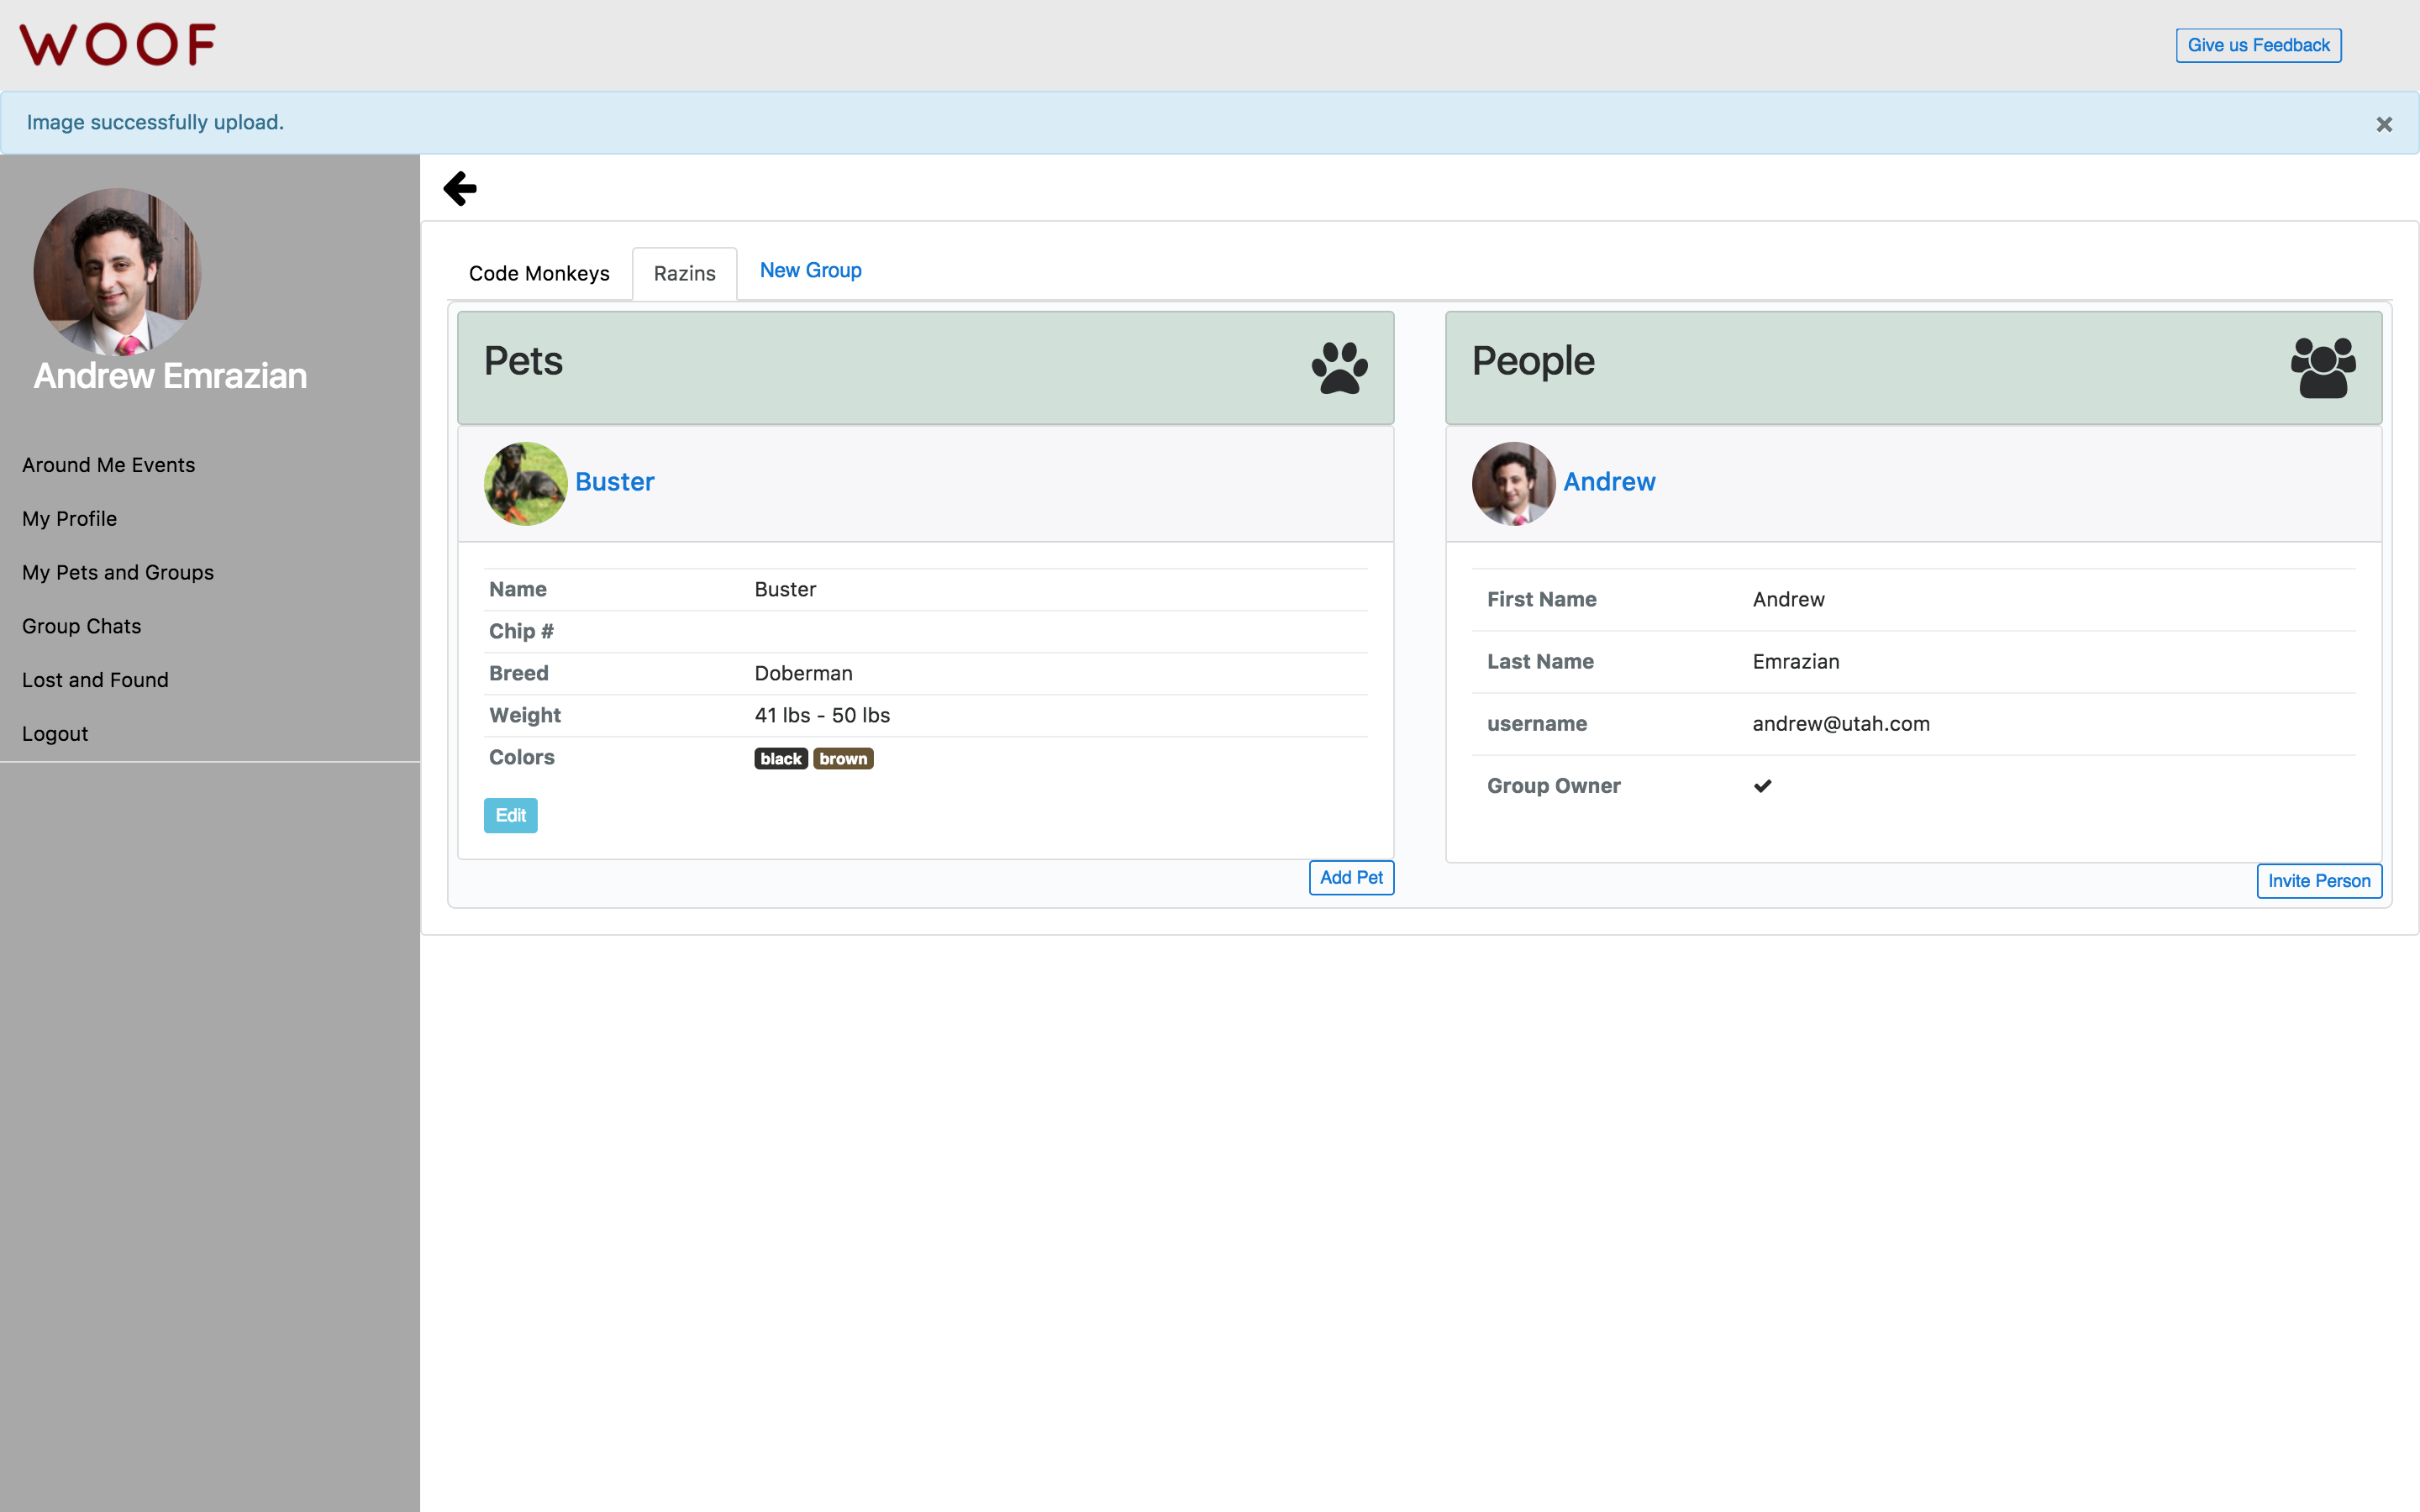 WOOF
Give us Feedback
Image successfully upload.
×
Andrew Emrazian
Around Me Events
My Profile
My Pets and Groups
Group Chats
Lost and Found
Logout
Code Monkeys
Razins
New Group
Pets
Buster
Name Buster
Chip #
Breed Doberman
Weight 41 lbs - 50 lbs
Colors black brown
Edit
Add Pet
People
Andrew
First Name Andrew
Last Name Emrazian
username andrew@utah.com
Group Owner ✔
Invite Person